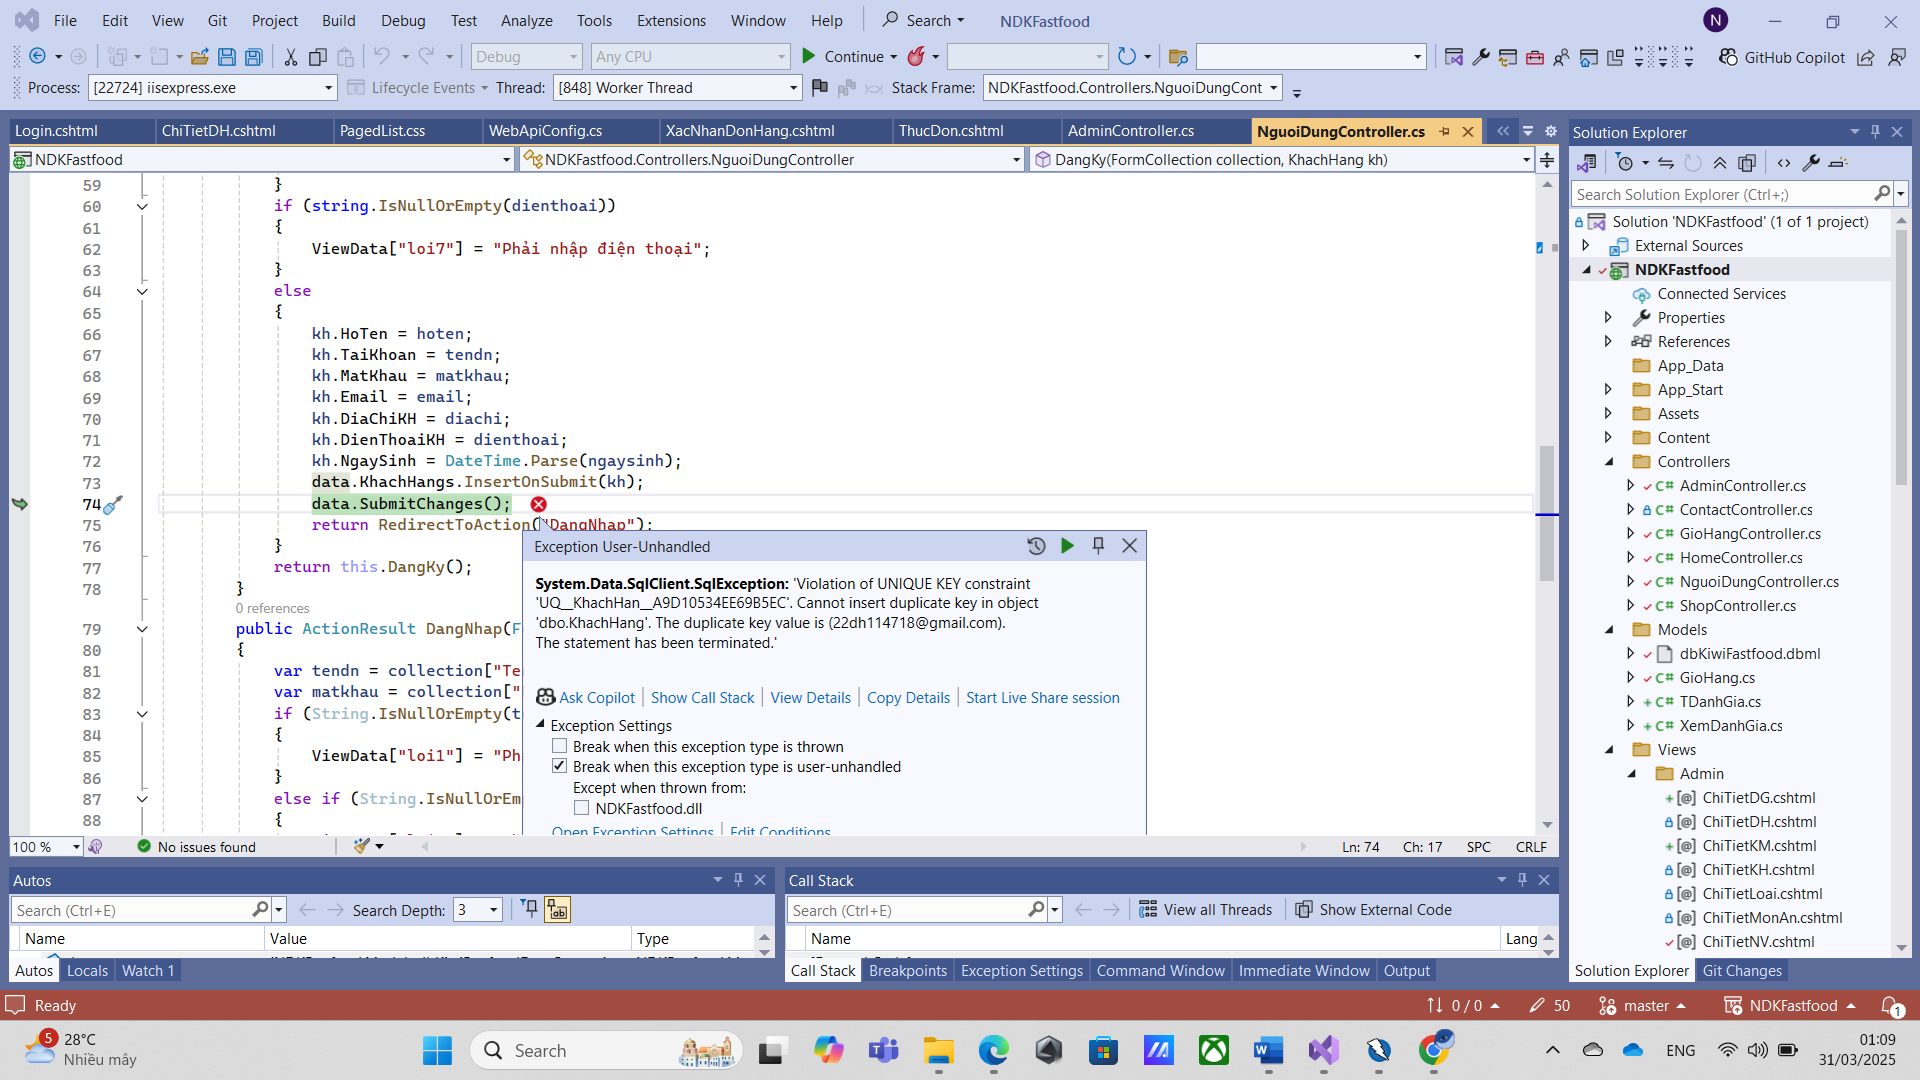 File Edit View Git Project Build Debug Test Analyze Tools Extensions Window Help Search NDKFastfood N
Debug Any CPU Continue GitHub Copilot
Process: [22724] iisexpress.exe Lifecycle Events Thread: [848] Worker Thread Stack Frame: NDKFastfood.Controllers.NguoiDungCont
Login.cshtml ChiTietDH.cshtml PagedList.css WebApiConfig.cs XacNhanDonHang.cshtml ThucDon.cshtml AdminController.cs NguoiDungController.cs
NDKFastfood NDKFastfood.Controllers.NguoiDungController DangKy(FormCollection collection, KhachHang kh)
59 }
60 if (string.IsNullOrEmpty(dienthoai))
61 {
62 ViewData["loi7"] = "Phải nhập điện thoại";
63 }
64 else
65 {
66 kh.HoTen = hoten;
67 kh.TaiKhoan = tendn;
68 kh.MatKhau = matkhau;
69 kh.Email = email;
70 kh.DiaChiKH = diachi;
71 kh.DienThoaiKH = dienthoai;
72 kh.NgaySinh = DateTime.Parse(ngaysinh);
73 data.KhachHangs.InsertOnSubmit(kh);
74 data.SubmitChanges();
75 return RedirectToAction("DangNhap");
76 }
77 return this.DangKy();
78 }
0 references
79 public ActionResult DangNhap(F
80 {
81 var tendn = collection["Te
82 var matkhau = collection["
83 if (String.IsNullOrEmpty(t
84 {
85 ViewData["loi1"] = "Ph
86 }
87 else if (String.IsNullOrEm
88 {
Exception User-Unhandled
System.Data.SqlClient.SqlException: 'Violation of UNIQUE KEY constraint
'UQ__KhachHan__A9D10534EE69B5EC'. Cannot insert duplicate key in object
'dbo.KhachHang'. The duplicate key value is (22dh114718@gmail.com).
The statement has been terminated.'
Ask Copilot Show Call Stack View Details Copy Details Start Live Share session
Exception Settings
Break when this exception type is thrown
Break when this exception type is user-unhandled
Except when thrown from:
NDKFastfood.dll
Open Exception Settings Edit Conditions
100 % No issues found Ln: 74 Ch: 17 SPC CRLF
Autos
Search (Ctrl+E) Search Depth: 3
Name Value Type
Autos Locals Watch 1
Call Stack
Search (Ctrl+E) View all Threads Show External Code
Name Lang
Call Stack Breakpoints Exception Settings Command Window Immediate Window Output
Solution Explorer
Search Solution Explorer (Ctrl+;)
Solution 'NDKFastfood' (1 of 1 project)
External Sources
NDKFastfood
Connected Services
Properties
References
App_Data
App_Start
Assets
Content
Controllers
C# AdminController.cs
C# ContactController.cs
C# GioHangController.cs
C# HomeController.cs
C# NguoiDungController.cs
C# ShopController.cs
Models
dbKiwiFastfood.dbml
C# GioHang.cs
C# TDanhGia.cs
C# XemDanhGia.cs
Views
Admin
[@] ChiTietDG.cshtml
[@] ChiTietDH.cshtml
[@] ChiTietKM.cshtml
[@] ChiTietKH.cshtml
[@] ChiTietLoai.cshtml
[@] ChiTietMonAn.cshtml
[@] ChiTietNV.cshtml
Solution Explorer Git Changes
Ready 0 / 0 50 master NDKFastfood 1
5 28°C
Nhiều mây
Search
ENG
01:09
31/03/2025